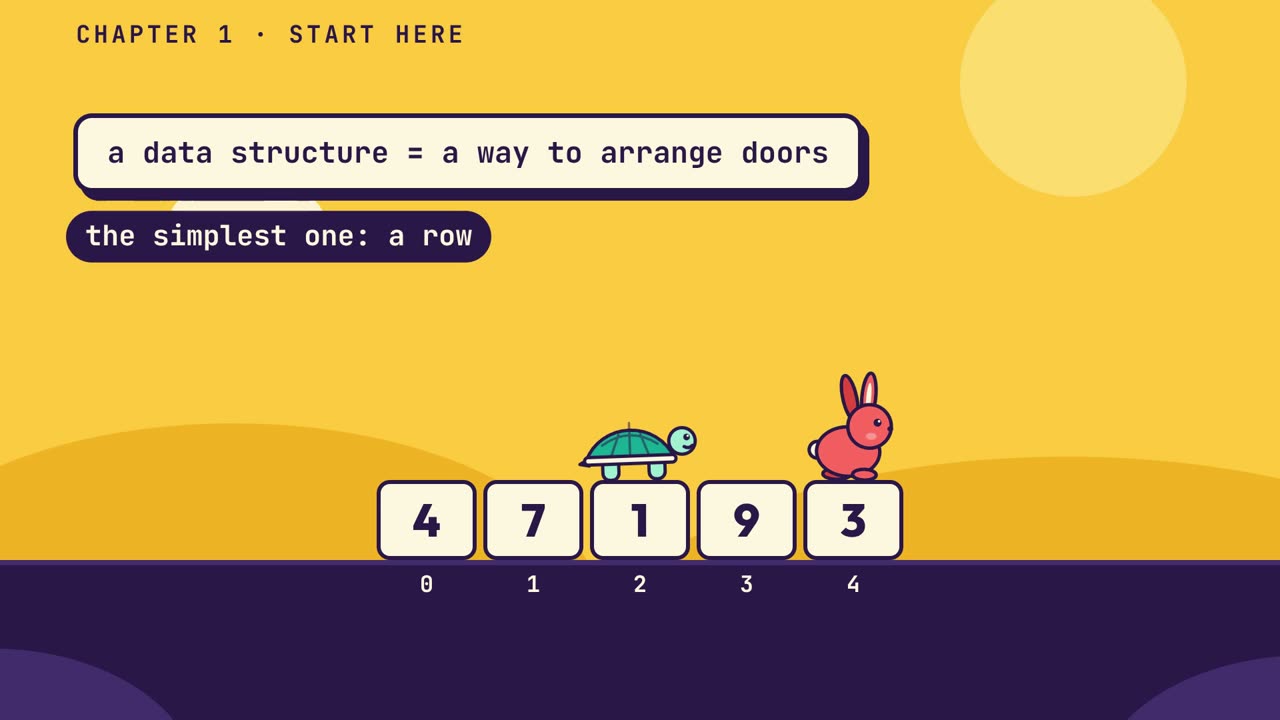 CHAPTER 1 · START HERE
a data structure = a way to arrange doors
the simplest one: a row
4 7 1 9 3
0 1 2 3 4